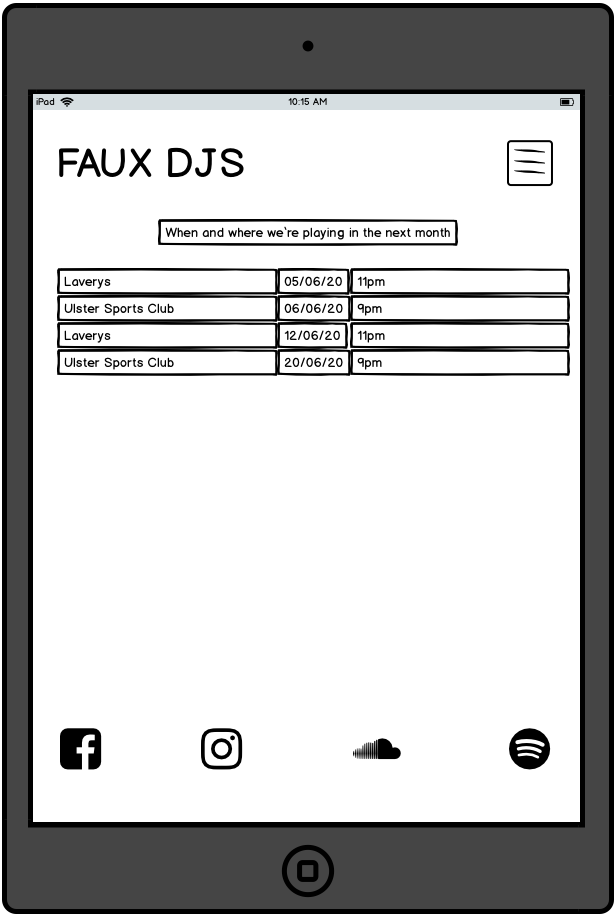 iPad 10:15 AM
FAUX DJS
When and where we're playing in the next month
Laverys 05/06/20 11pm
Ulster Sports Club 06/06/20 9pm
Laverys 12/06/20 11pm
Ulster Sports Club 20/06/20 9pm